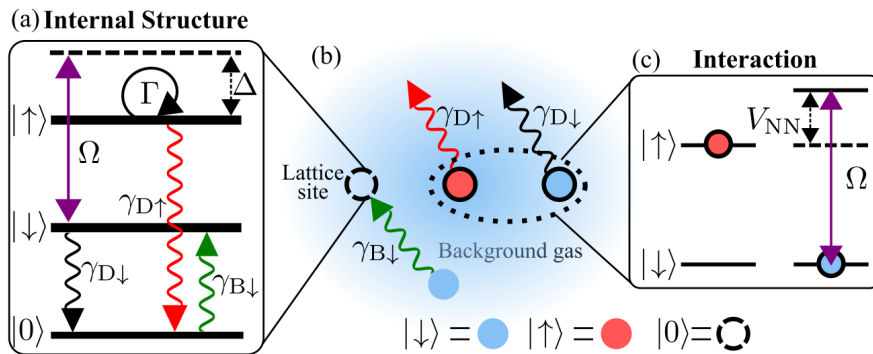 (a) Internal Structure
Δ
Γ
|↑⟩
Ω
γD↑
|↓⟩
γD↓
γB↓
|0⟩
(b)
γD↑
γD↓
Lattice
site
γB↓
Background gas
(c) Interaction
VNN
|↑⟩
Ω
|↓⟩
|↓⟩ = |↑⟩ = |0⟩=